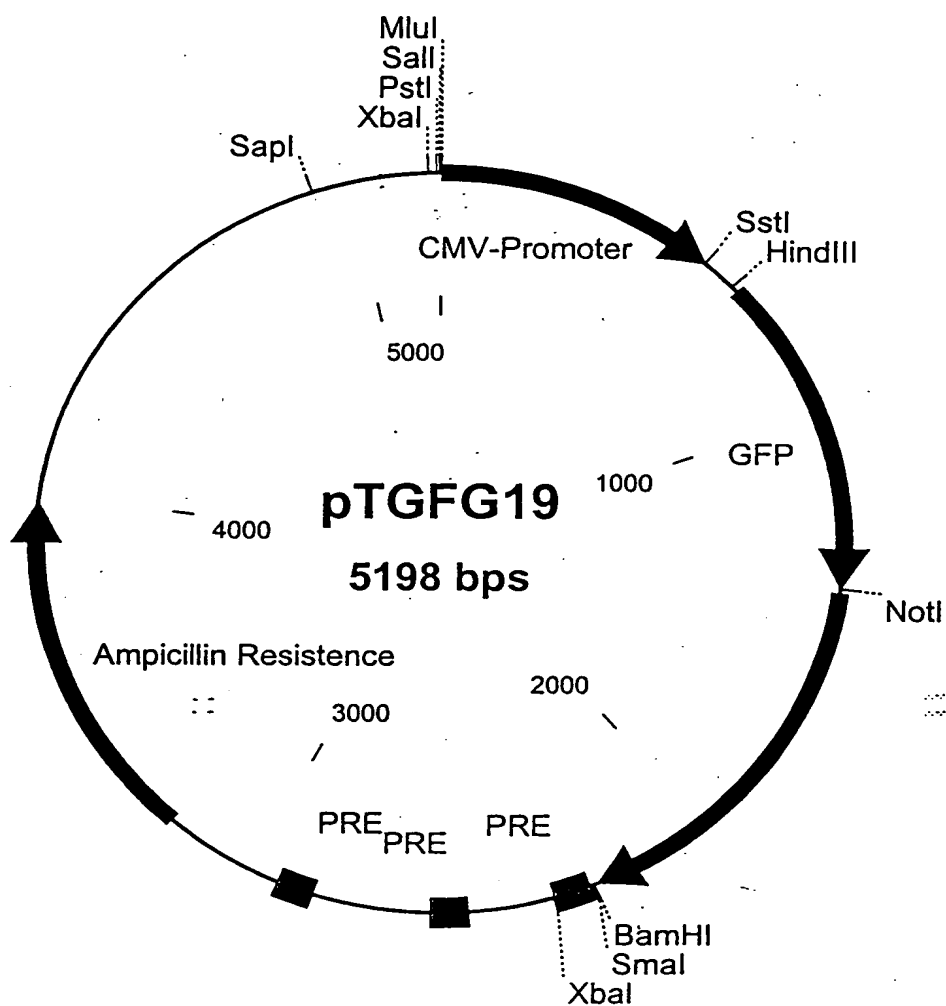 MluI
SalI
PstI
XbaI
SapI
SstI
HindIII
CMV-Promoter
5000
GFP
1000
pTGFG19
4000
5198 bps
NotI
Ampicillin Resistence
2000
3000
PRE
PRE
PRE
BamHI
SmaI
XbaI